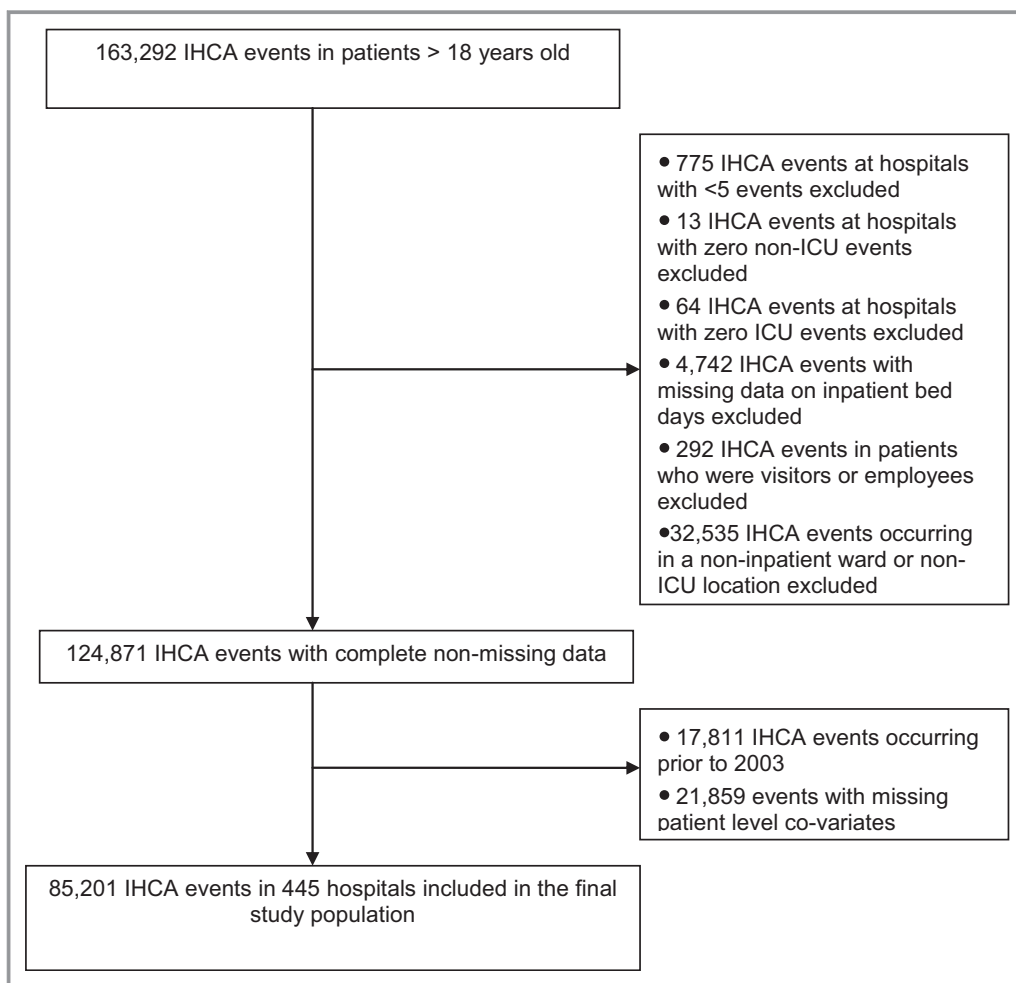 163,292 IHCA events in patients > 18 years old
• 775 IHCA events at hospitals
with <5 events excluded
• 13 IHCA events at hospitals
with zero non-ICU events
excluded
• 64 IHCA events at hospitals
with zero ICU events excluded
• 4,742 IHCA events with
missing data on inpatient bed
days excluded
• 292 IHCA events in patients
who were visitors or employees
excluded
•32,535 IHCA events occurring
in a non-inpatient ward or non-
ICU location excluded
124,871 IHCA events with complete non-missing data
• 17,811 IHCA events occurring
prior to 2003
• 21,859 events with missing
patient level co-variates
85,201 IHCA events in 445 hospitals included in the final
study population